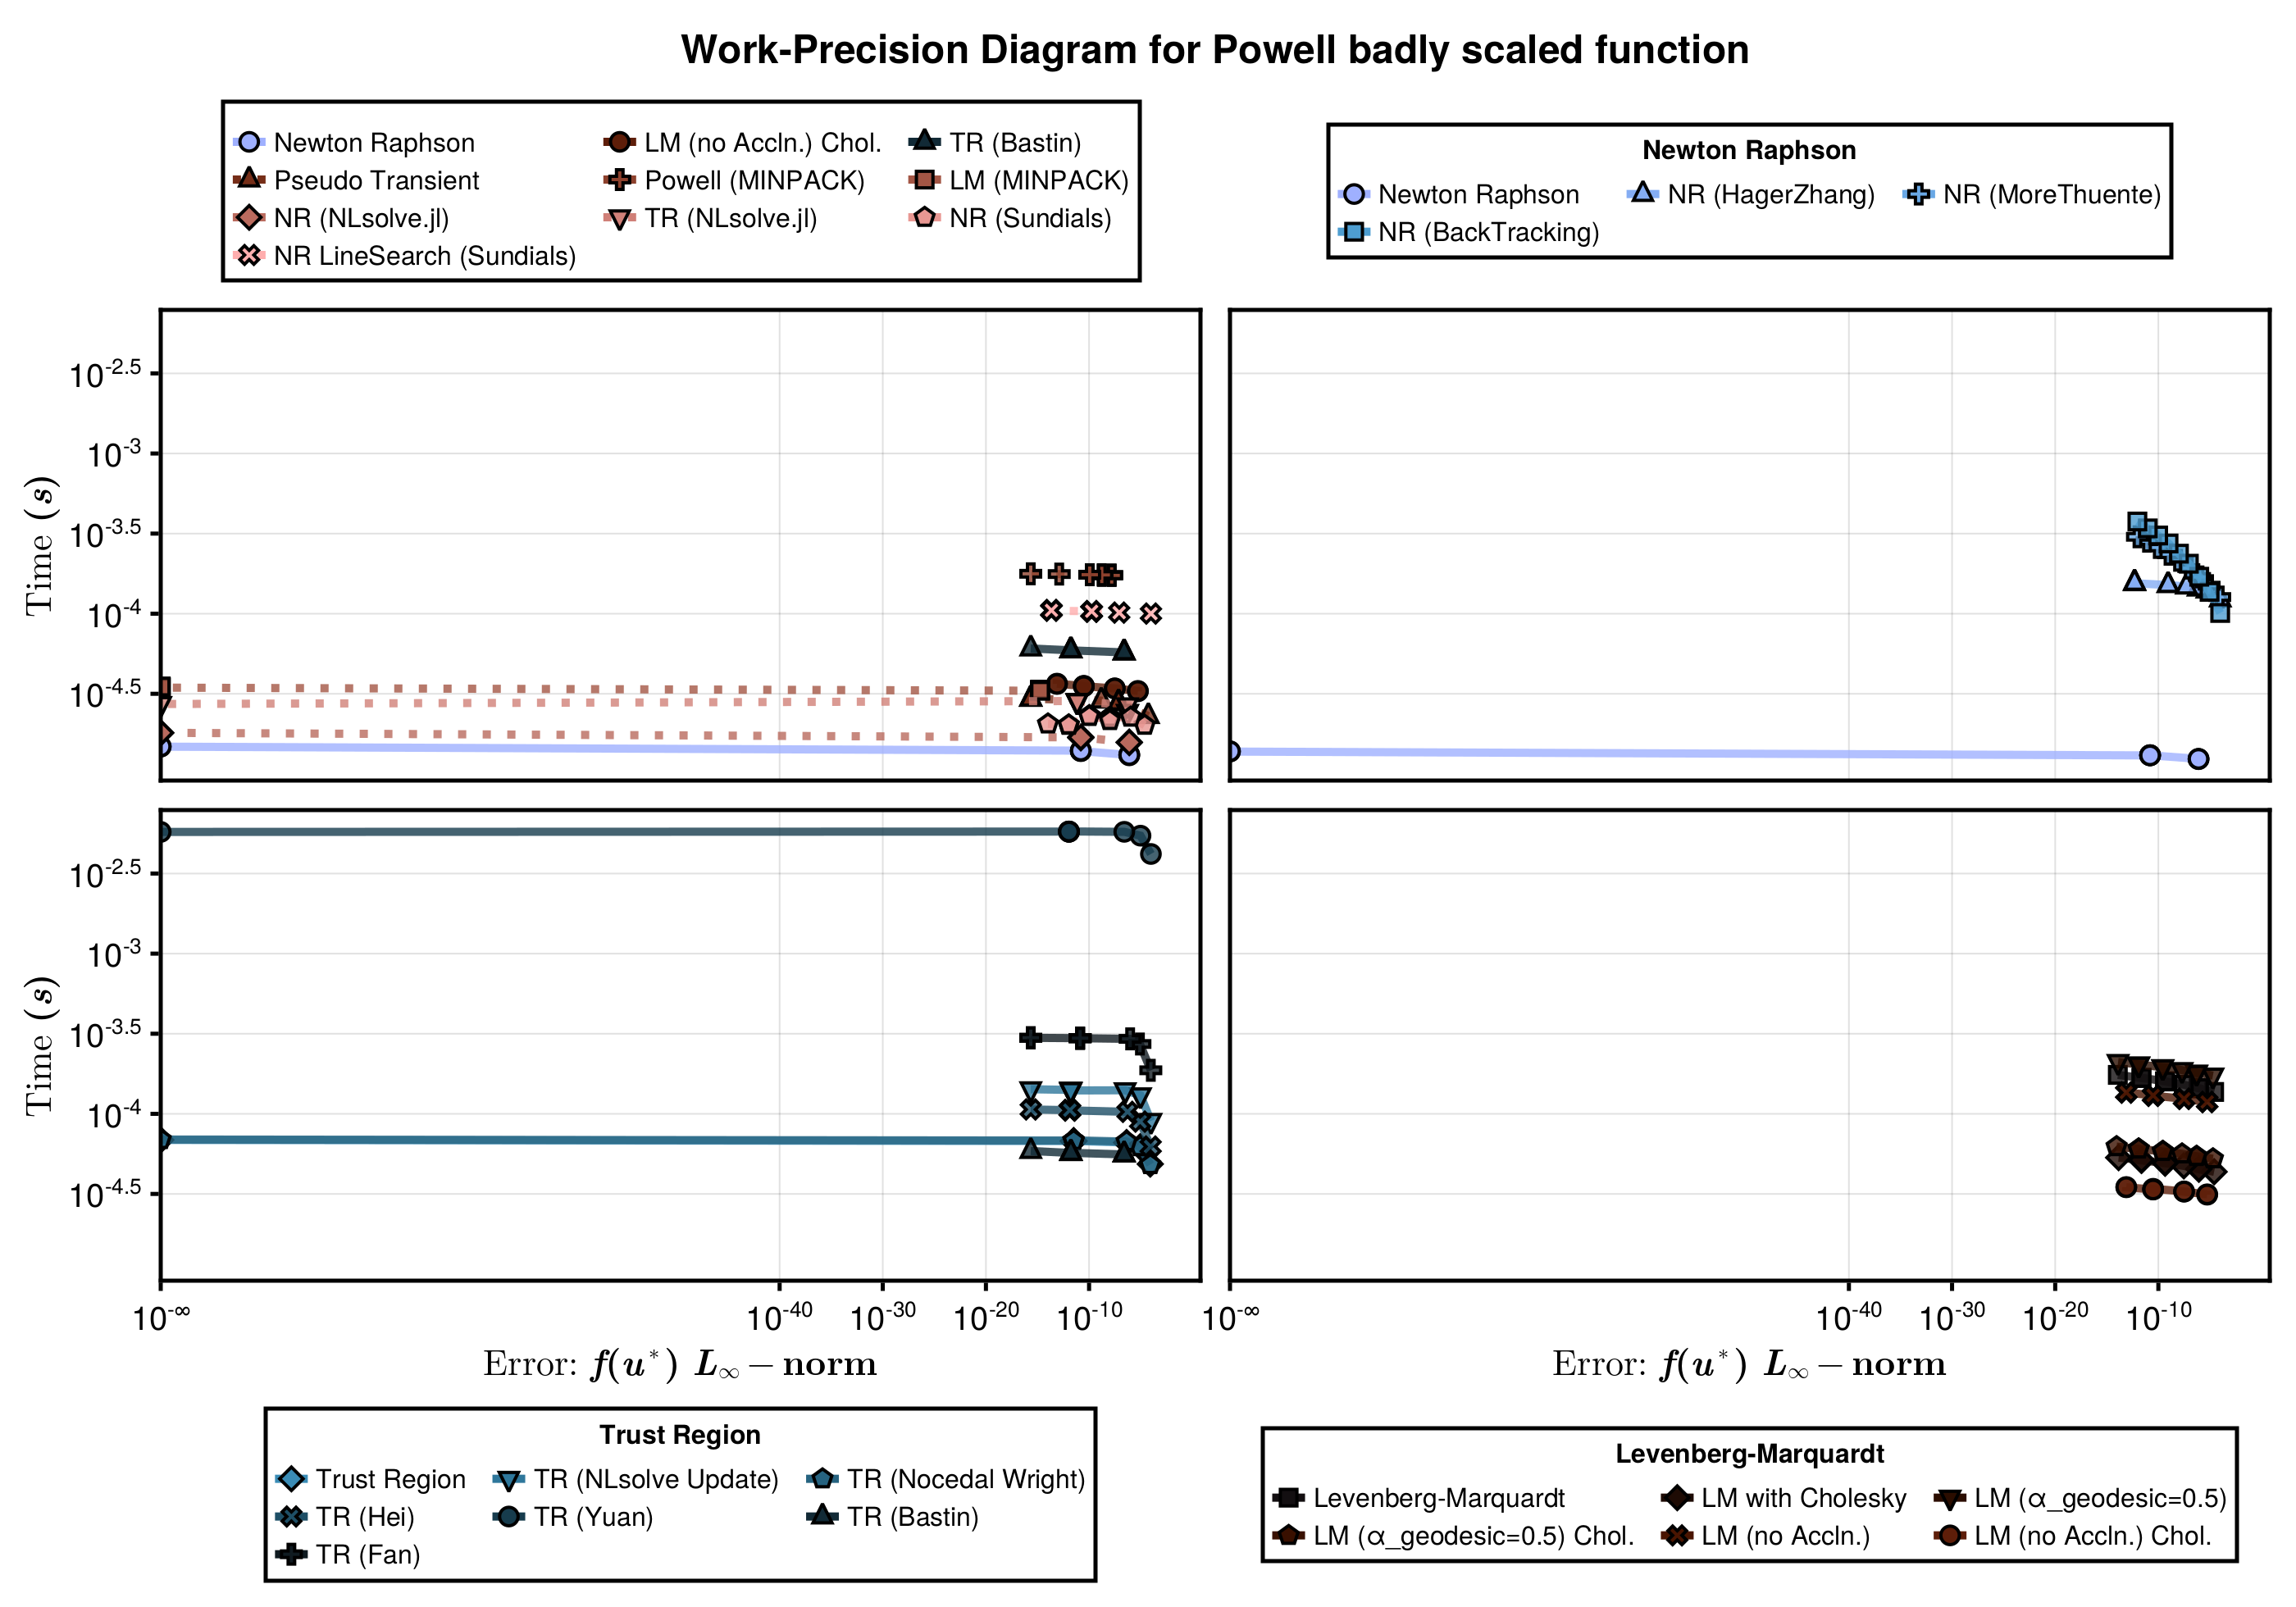 Work-Precision Diagram for Powell badly scaled function
Newton Raphson LM (no Accln.) Chol. TR (Bastin)
Pseudo Transient Powell (MINPACK) LM (MINPACK)
NR (NLsolve.jl) TR (NLsolve.jl) NR (Sundials)
NR LineSearch (Sundials)
Newton Raphson
Newton Raphson NR (HagerZhang) NR (MoreThuente)
NR (BackTracking)
Time (s)
10^-2.5
10^-3
10^-3.5
10^-4
10^-4.5
Time (s)
10^-2.5
10^-3
10^-3.5
10^-4
10^-4.5
10^-∞ 10^-40 10^-30 10^-20 10^-10
10^-∞ 10^-40 10^-30 10^-20 10^-10
Error: f(u*) L∞ − norm
Error: f(u*) L∞ − norm
Trust Region
Trust Region TR (NLsolve Update) TR (Nocedal Wright)
TR (Hei) TR (Yuan) TR (Bastin)
TR (Fan)
Levenberg-Marquardt
Levenberg-Marquardt LM with Cholesky LM (α_geodesic=0.5)
LM (α_geodesic=0.5) Chol. LM (no Accln.) LM (no Accln.) Chol.